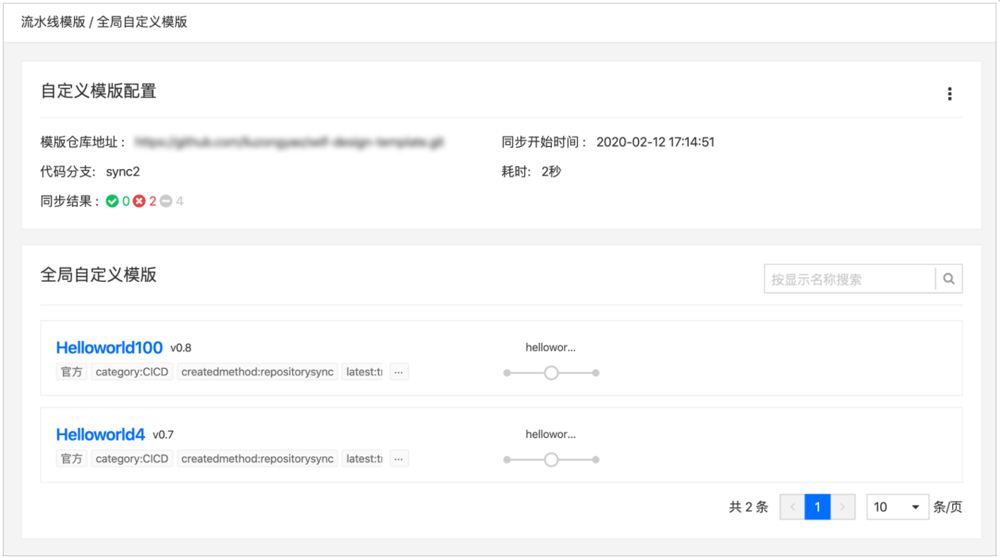 流水线模版 / 全局自定义模版
自定义模版配置
模版仓库地址：
同步开始时间： 2020-02-12 17:14:51
代码分支: sync2
耗时: 2秒
同步结果： 0 2 4
全局自定义模版
按显示名称搜索
Helloworld100 v0.8
hellowor...
官方 category:CICD createdmethod:repositorysync latest:tr ...
Helloworld4 v0.7
hellowor...
官方 category:CICD createdmethod:repositorysync latest:tr ...
共 2 条 < 1 > 10 条/页